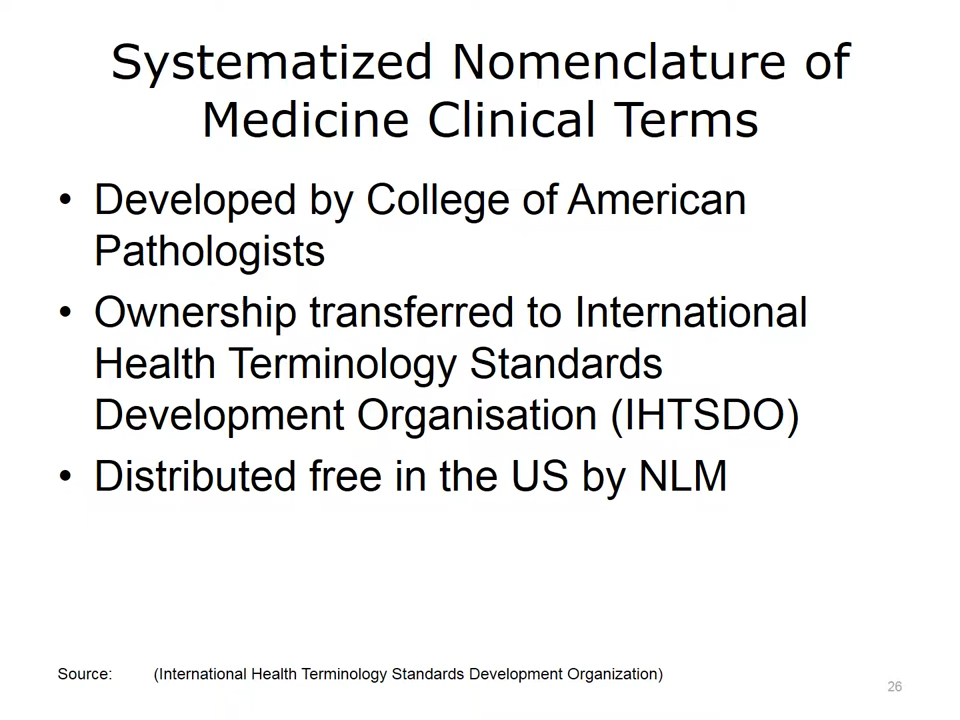 Systematized Nomenclature of
Medicine Clinical Terms
• Developed by College of American
Pathologists
• Ownership transferred to International
Health Terminology Standards
Development Organisation (IHTSDO)
• Distributed free in the US by NLM
Source: (International Health Terminology Standards Development Organization)
26